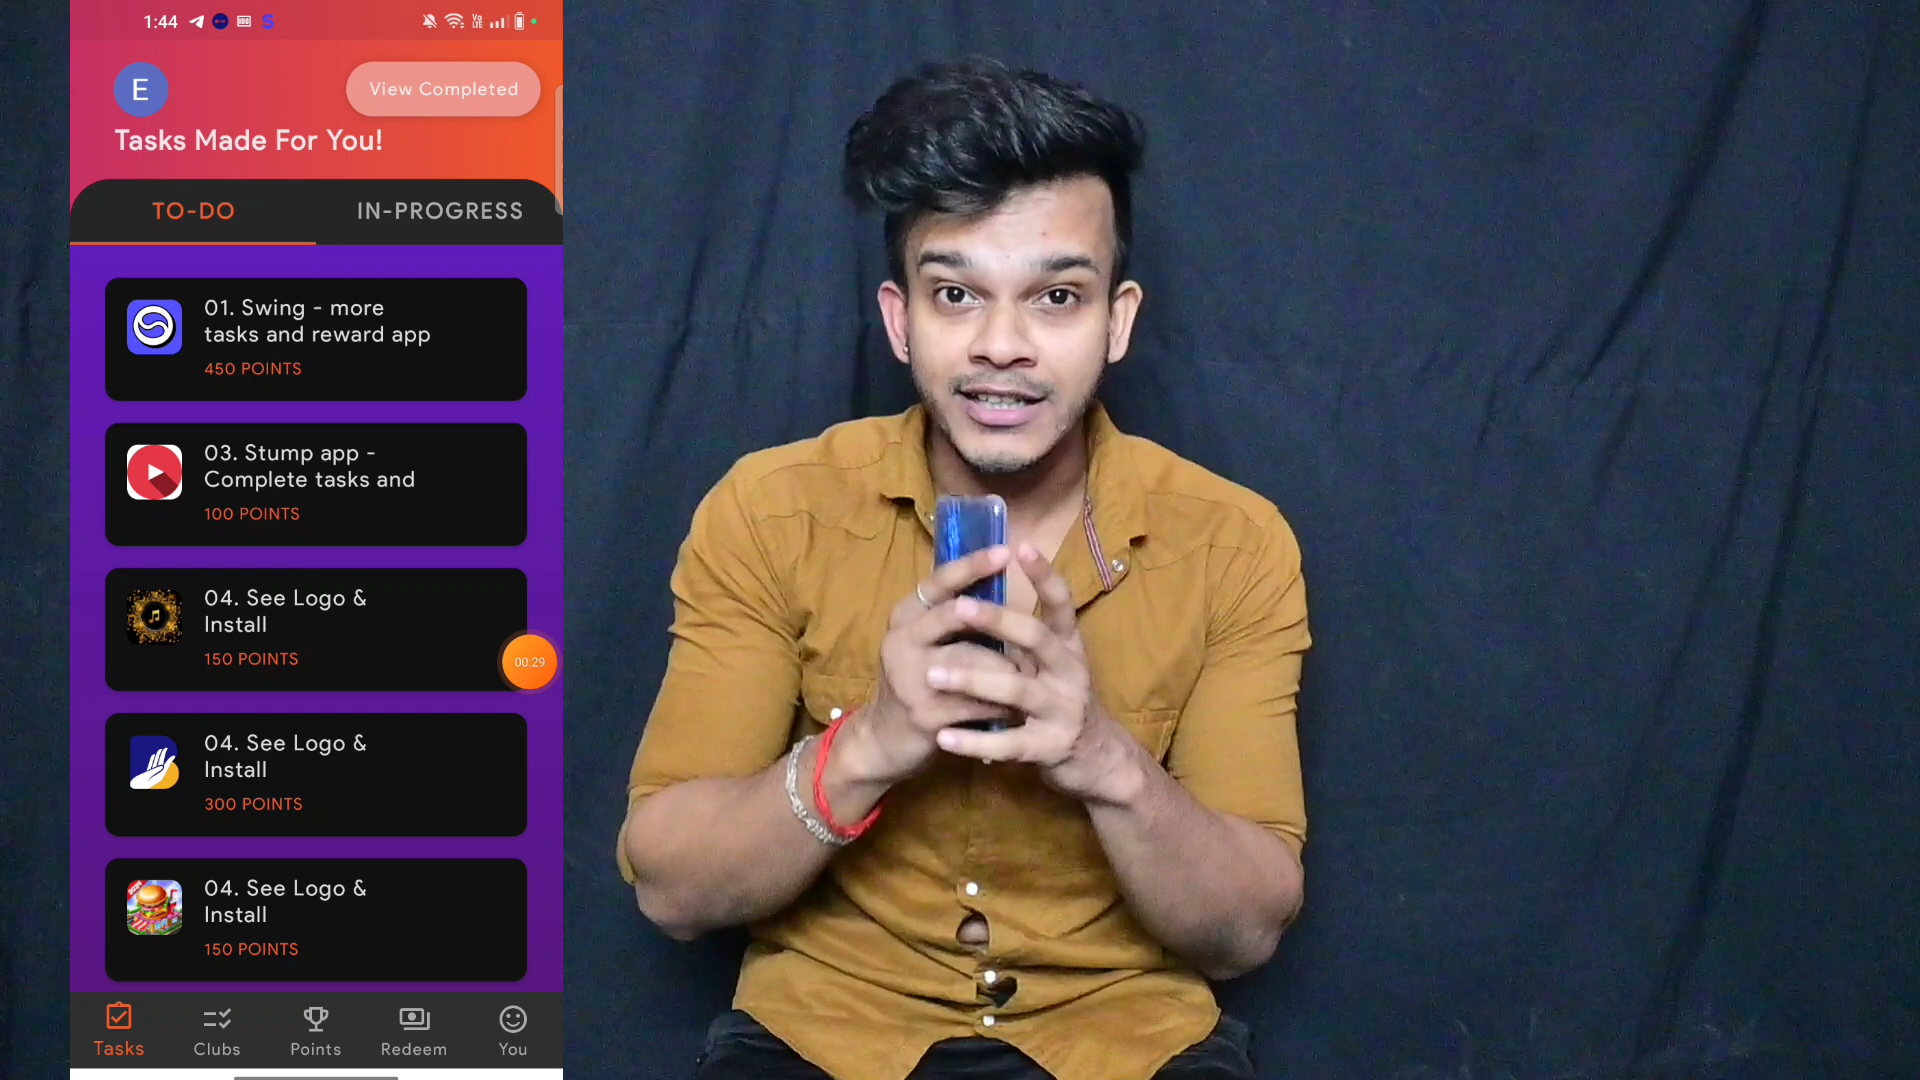 1:44
E
View Completed
Tasks Made For You!
TO-DO
IN-PROGRESS
01. Swing - more
tasks and reward app
450 POINTS
03. Stump app -
Complete tasks and
100 POINTS
04. See Logo &
Install
150 POINTS
00:29
04. See Logo &
Install
300 POINTS
04. See Logo &
Install
150 POINTS
Tasks
Clubs
Points
Redeem
You